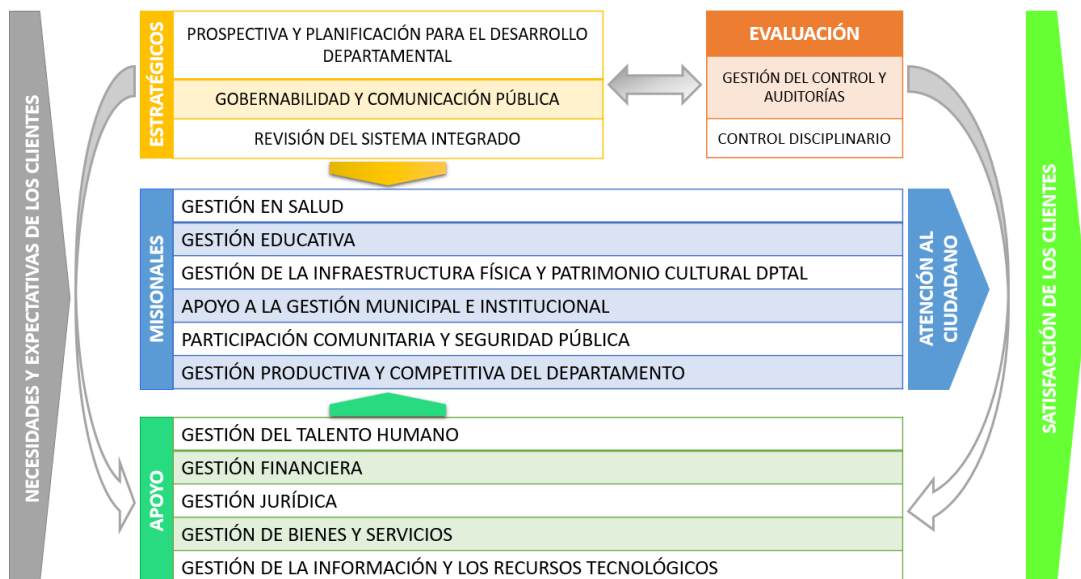 NECESIDADES Y EXPECTATIVAS DE LOS CLIENTES
ESTRATÉGICOS
PROSPECTIVA Y PLANIFICACIÓN PARA EL DESARROLLO
DEPARTAMENTAL
GOBERNABILIDAD Y COMUNICACIÓN PÚBLICA
REVISIÓN DEL SISTEMA INTEGRADO
EVALUACIÓN
GESTIÓN DEL CONTROL Y
AUDITORÍAS
CONTROL DISCIPLINARIO
MISIONALES
GESTIÓN EN SALUD
GESTIÓN EDUCATIVA
GESTIÓN DE LA INFRAESTRUCTURA FÍSICA Y PATRIMONIO CULTURAL DPTAL
APOYO A LA GESTIÓN MUNICIPAL E INSTITUCIONAL
PARTICIPACIÓN COMUNITARIA Y SEGURIDAD PÚBLICA
GESTIÓN PRODUCTIVA Y COMPETITIVA DEL DEPARTAMENTO
ATENCIÓN AL
CIUDADANO
APOYO
GESTIÓN DEL TALENTO HUMANO
GESTIÓN FINANCIERA
GESTIÓN JURÍDICA
GESTIÓN DE BIENES Y SERVICIOS
GESTIÓN DE LA INFORMACIÓN Y LOS RECURSOS TECNOLÓGICOS
SATISFACCIÓN DE LOS CLIENTES